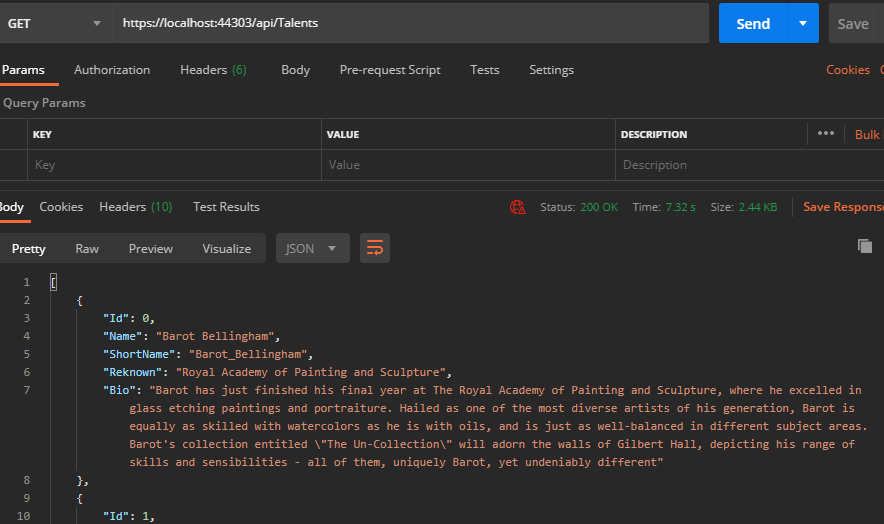 GET https://localhost:44303/api/Talents Send Save
Params Authorization Headers (6) Body Pre-request Script Tests Settings Cookies
Query Params
KEY VALUE DESCRIPTION ••• Bulk
Key Value Description
Body Cookies Headers (10) Test Results Status: 200 OK Time: 7.32 s Size: 2.44 KB Save Response
Pretty Raw Preview Visualize JSON
1 [
2 {
3 "Id": 0,
4 "Name": "Barot Bellingham",
5 "ShortName": "Barot_Bellingham",
6 "Reknown": "Royal Academy of Painting and Sculpture",
7 "Bio": "Barot has just finished his final year at The Royal Academy of Painting and Sculpture, where he excelled in
glass etching paintings and portraiture. Hailed as one of the most diverse artists of his generation, Barot is
equally as skilled with watercolors as he is with oils, and is just as well-balanced in different subject areas.
Barot's collection entitled \"The Un-Collection\" will adorn the walls of Gilbert Hall, depicting his range of
skills and sensibilities - all of them, uniquely Barot, yet undeniably different"
8 },
9 {
10 "Id": 1,